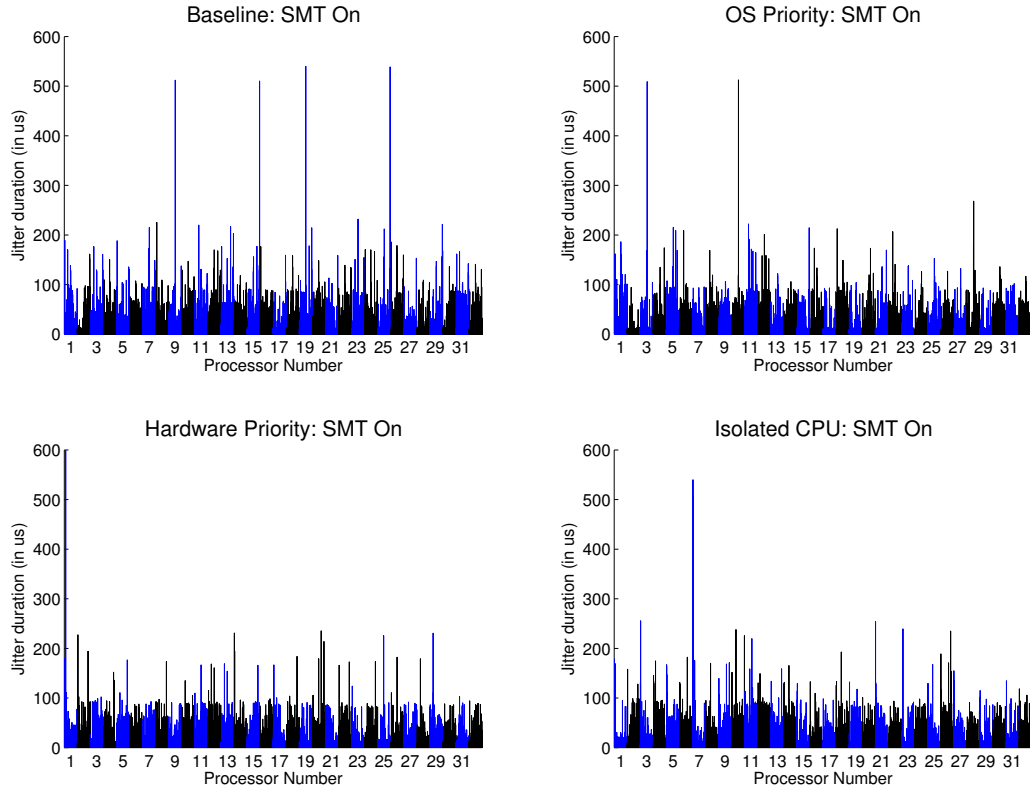 Baseline: SMT On
Jitter duration (in us)
600
500
400
300
200
100
0
1 3 5 7 9 11 13 15 17 19 21 23 25 27 29 31
Processor Number
OS Priority: SMT On
Jitter duration (in us)
600
500
400
300
200
100
0
1 3 5 7 9 11 13 15 17 19 21 23 25 27 29 31
Processor Number
Hardware Priority: SMT On
Jitter duration (in us)
600
500
400
300
200
100
0
1 3 5 7 9 11 13 15 17 19 21 23 25 27 29 31
Processor Number
Isolated CPU: SMT On
Jitter duration (in us)
600
500
400
300
200
100
0
1 3 5 7 9 11 13 15 17 19 21 23 25 27 29 31
Processor Number